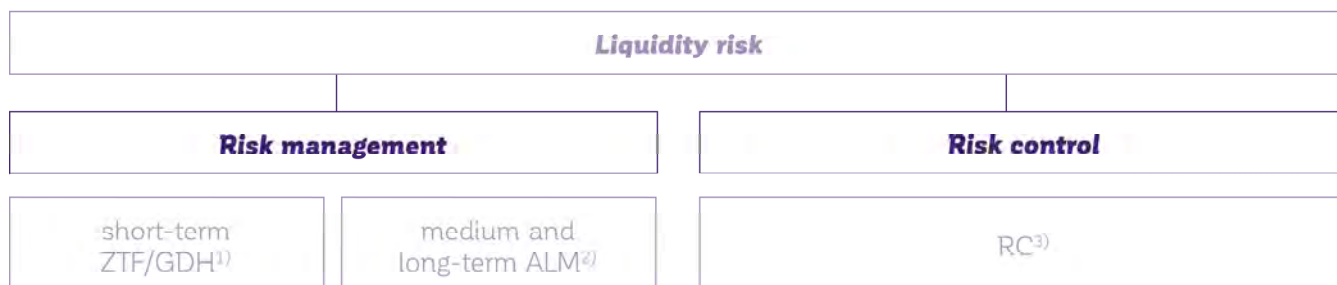 Liquidity risk
Risk management
Risk control
short-term
ZTF/GDH¹⁾
medium and
long-term ALM²⁾
RC³⁾